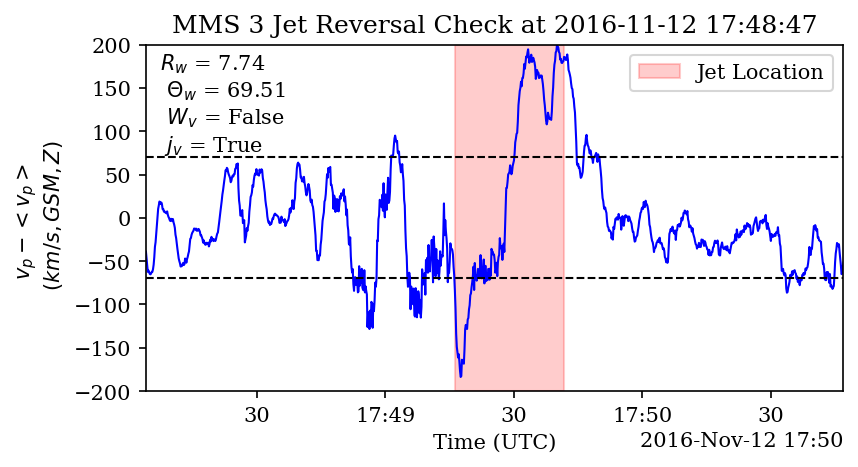 MMS 3 Jet Reversal Check at 2016-11-12 17:48:47
R_w = 7.74
Θ_w = 69.51
W_v = False
j_v = True
Jet Location
v_p − < v_p >
(km/s, GSM, Z)
200
150
100
50
0
−50
−100
−150
−200
30
17:49
30
17:50
30
Time (UTC)
2016-Nov-12 17:50